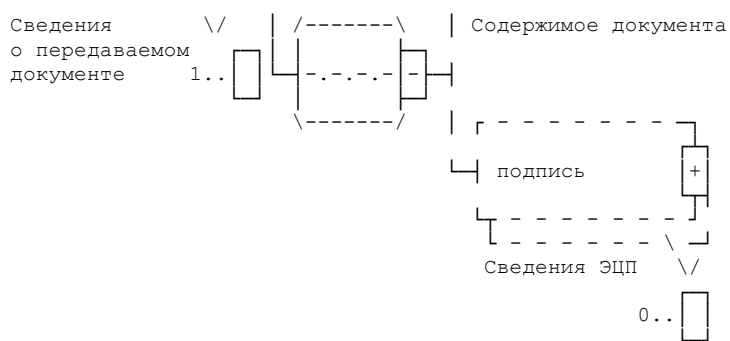 Сведения \/ /-------\ Содержимое документа
о передаваемом
документе 1.. -.-.-.- -
\-------/
подпись +
Сведения ЭЦП \/
0..